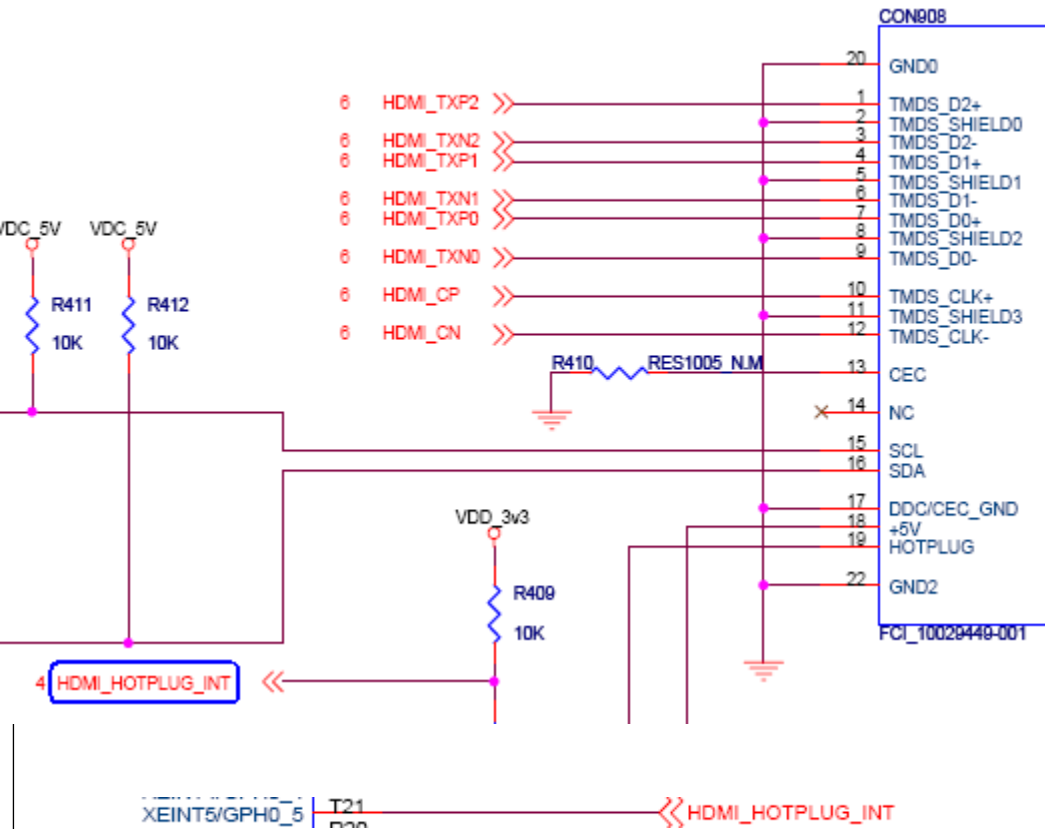 CON908
20 GND0
6 HDMI_TXP2 1 TMDS_D2+
2 TMDS_SHIELD0
6 HDMI_TXN2 3 TMDS_D2-
6 HDMI_TXP1 4 TMDS_D1+
5 TMDS_SHIELD1
6 HDMI_TXN1 6 TMDS_D1-
6 HDMI_TXP0 7 TMDS_D0+
8 TMDS_SHIELD2
6 HDMI_TXN0 9 TMDS_D0-
6 HDMI_CP 10 TMDS_CLK+
11 TMDS_SHIELD3
6 HDMI_CN 12 TMDS_CLK-
VDC_5V VDC_5V
R411 R412
10K 10K
R410 RES1005_N.M 13 CEC
14 NC
15 SCL
16 SDA
17 DDC/CEC_GND
18 +5V
19 HOTPLUG
22 GND2
FCI_10029449-001
VDD_3v3
R409
10K
4 HDMI_HOTPLUG_INT
XEINT5/GPH0_5 T21 HDMI_HOTPLUG_INT